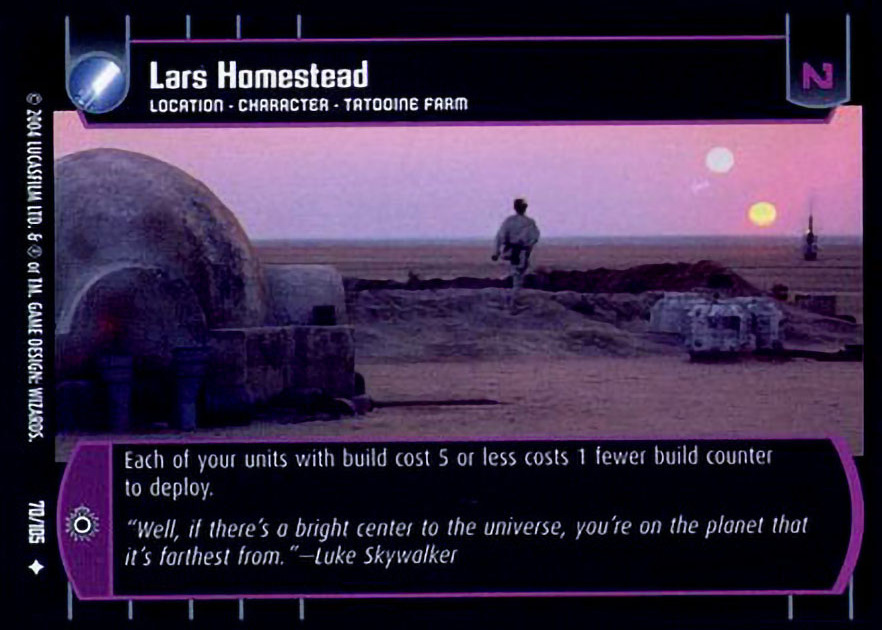 Lars Homestead
LOCATION - CHARACTER - TATOOINE FARM
N
© 2004 LUCASFILM LTD. & ® or TM. GAME DESIGN: WIZARDS.
70/105
Each of your units with build cost 5 or less costs 1 fewer build counter
to deploy.
“Well, if there's a bright center to the universe, you're on the planet that
it's farthest from.”—Luke Skywalker